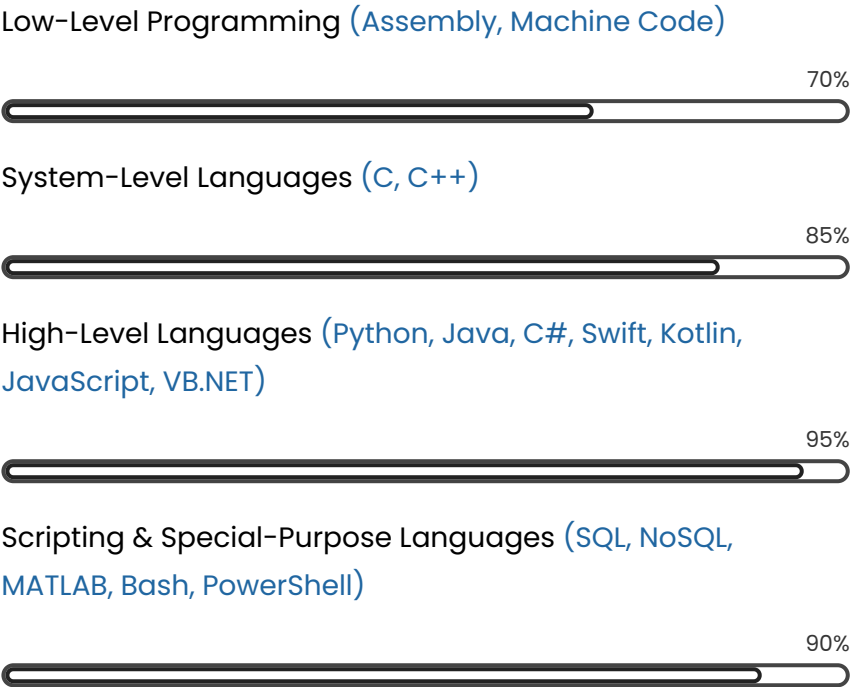 Low-Level Programming (Assembly, Machine Code)
70%
System-Level Languages (C, C++)
85%
High-Level Languages (Python, Java, C#, Swift, Kotlin,
JavaScript, VB.NET)
95%
Scripting & Special-Purpose Languages (SQL, NoSQL,
MATLAB, Bash, PowerShell)
90%